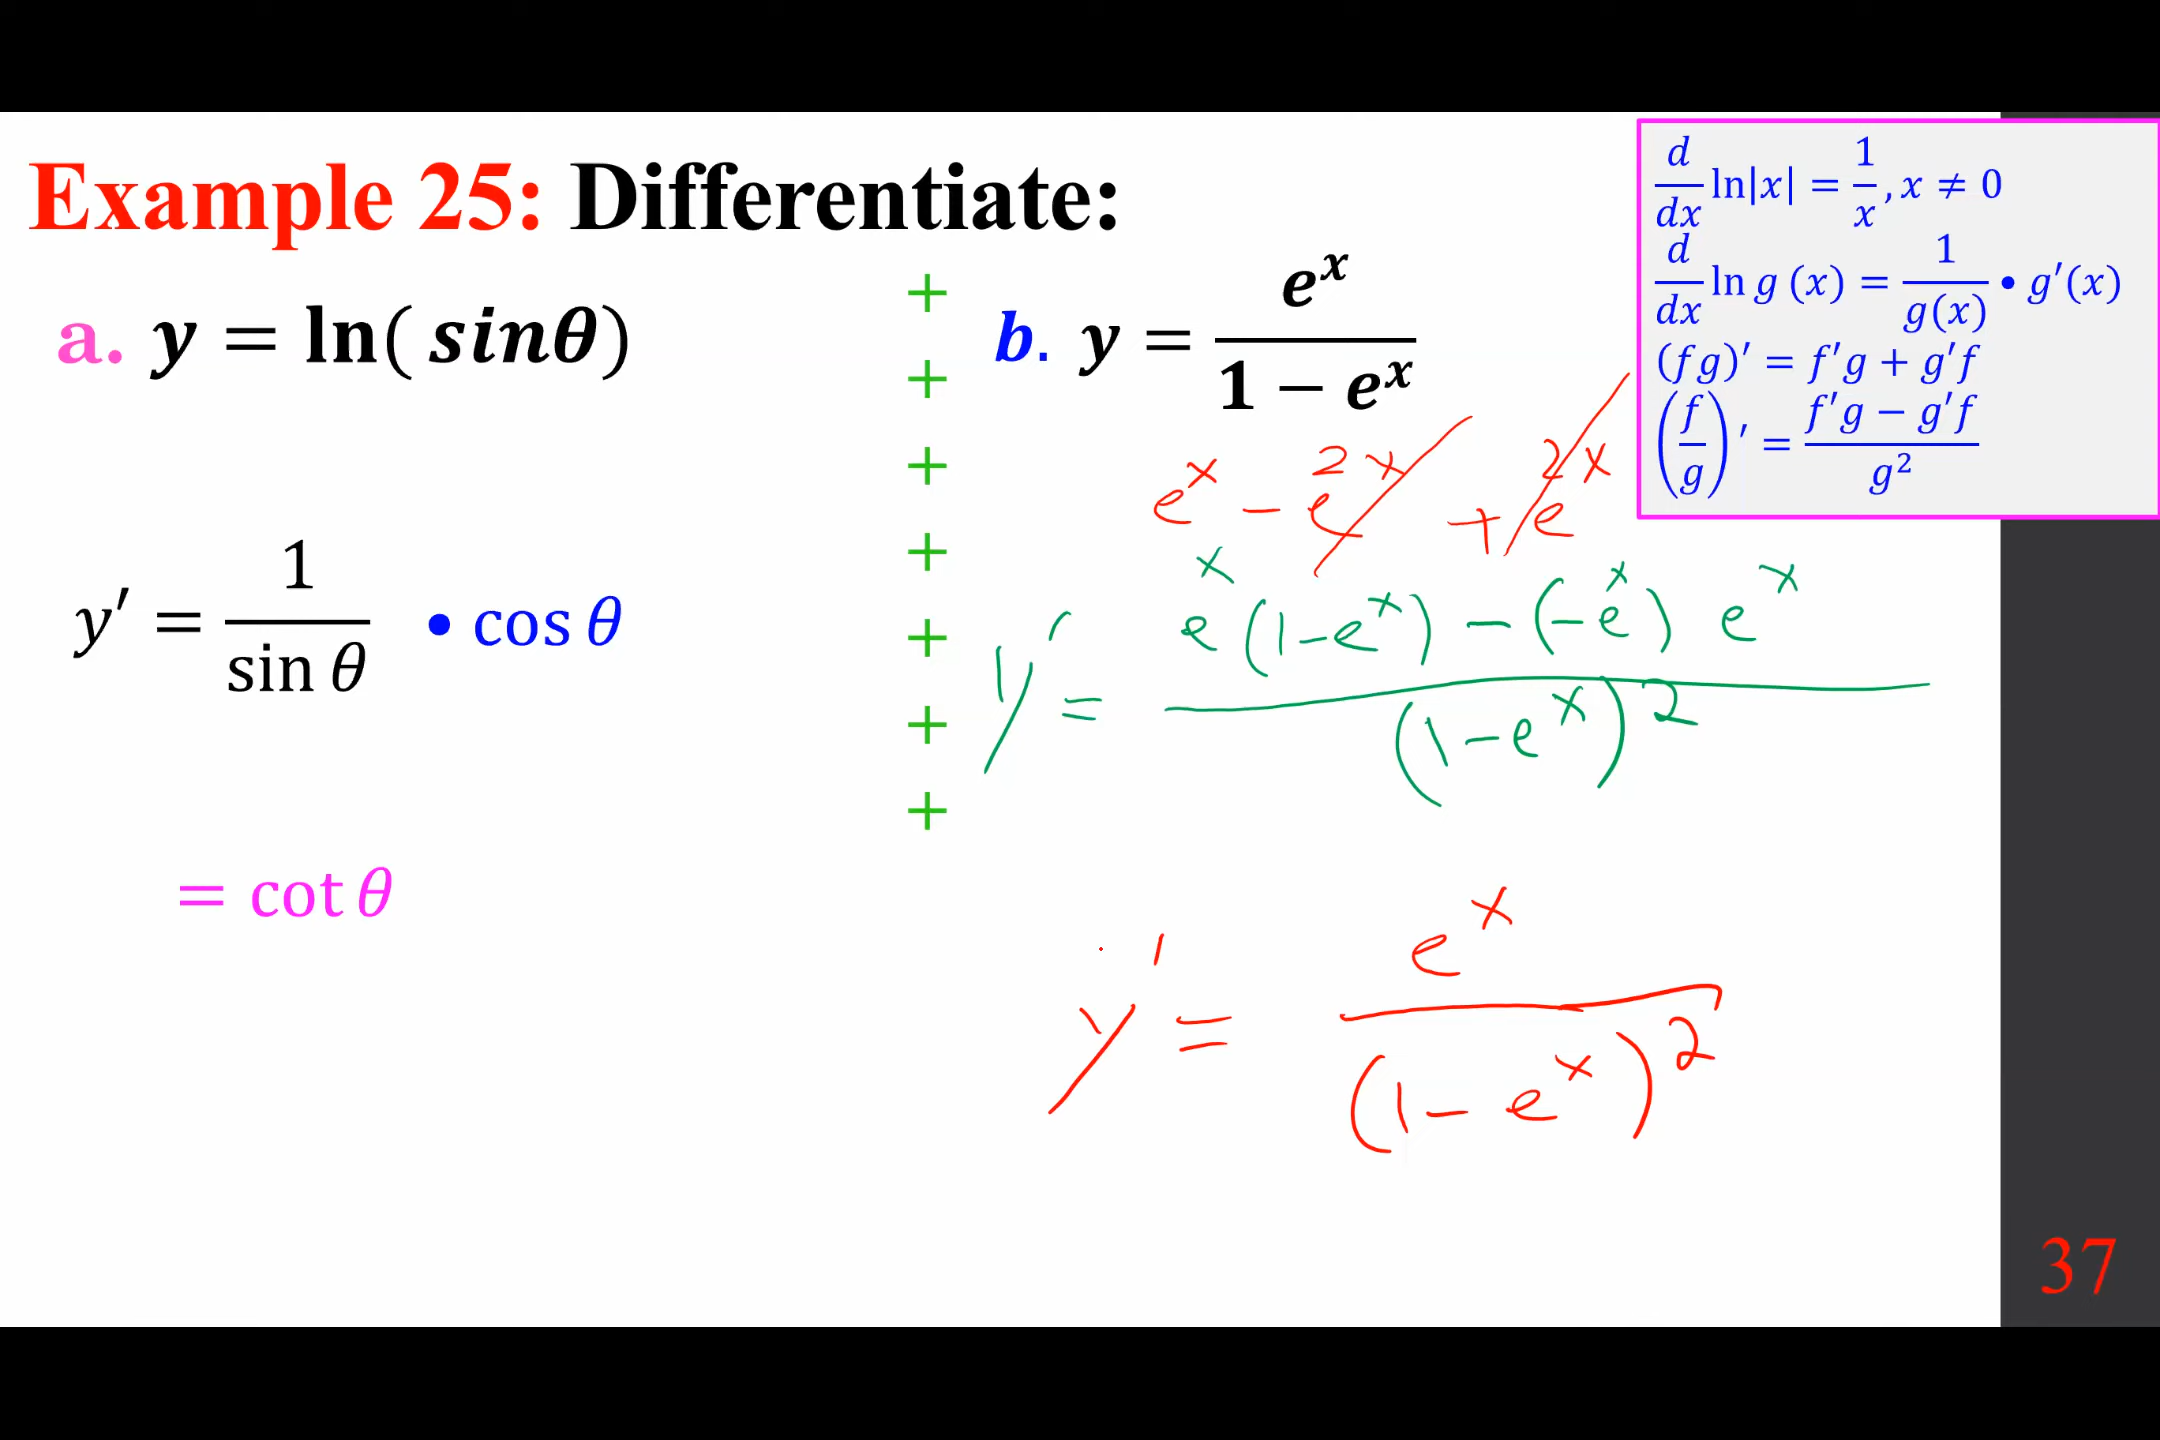 Example 25: Differentiate:
a. y = ln( sinθ)
y′ = 1/sin θ • cos θ
= cot θ
+
+
+
+
+
+
+
b. y = e^x/(1 − e^x)
e^x − e^2x + e^2x
y′ = (e^x(1−e^x) − (−e^x) e^x)/(1−e^x)^2
y′ = e^x/(1−e^x)^2
d/dx ln|x| = 1/x , x ≠ 0
d/dx ln g (x) = 1/g(x) • g′(x)
(fg)′ = f′g + g′f
(f/g)′ = (f′g − g′f)/g²
37